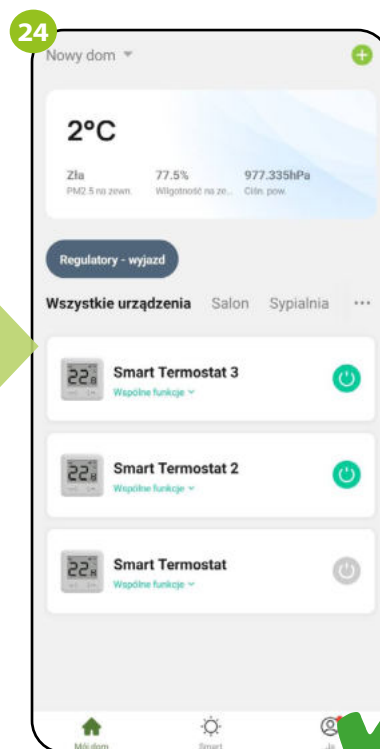 24
Nowy dom
2°C
Zła 77.5% 977.335hPa
PM2.5 na zewn. Wilgotność na ze... Ciśn. pow.
Regulatory - wyjazd
Wszystkie urządzenia Salon Sypialnia ...
Smart Termostat 3
Wspólne funkcje
Smart Termostat 2
Wspólne funkcje
Smart Termostat
Wspólne funkcje
Mój dom Smart Ja